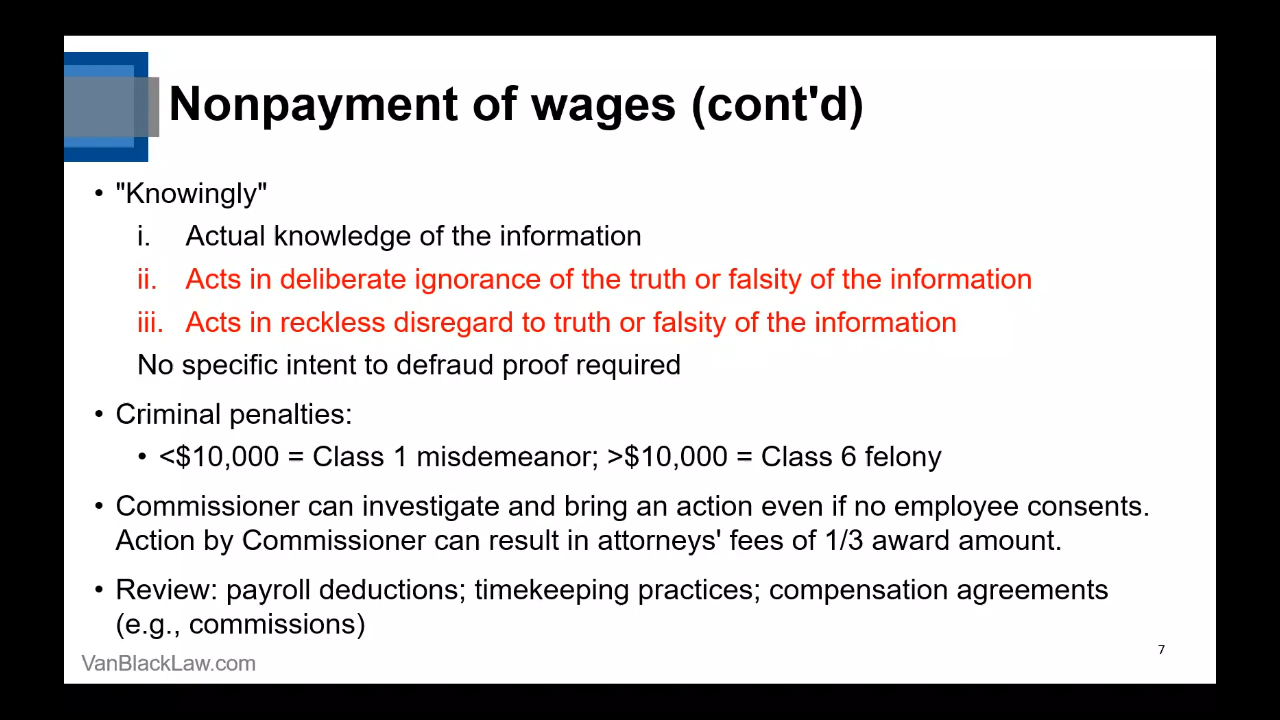 Nonpayment of wages (cont'd)
• "Knowingly"
i. Actual knowledge of the information
ii. Acts in deliberate ignorance of the truth or falsity of the information
iii. Acts in reckless disregard to truth or falsity of the information
No specific intent to defraud proof required
• Criminal penalties:
• <$10,000 = Class 1 misdemeanor; >$10,000 = Class 6 felony
• Commissioner can investigate and bring an action even if no employee consents.
Action by Commissioner can result in attorneys' fees of 1/3 award amount.
• Review: payroll deductions; timekeeping practices; compensation agreements
(e.g., commissions)
7
VanBlackLaw.com